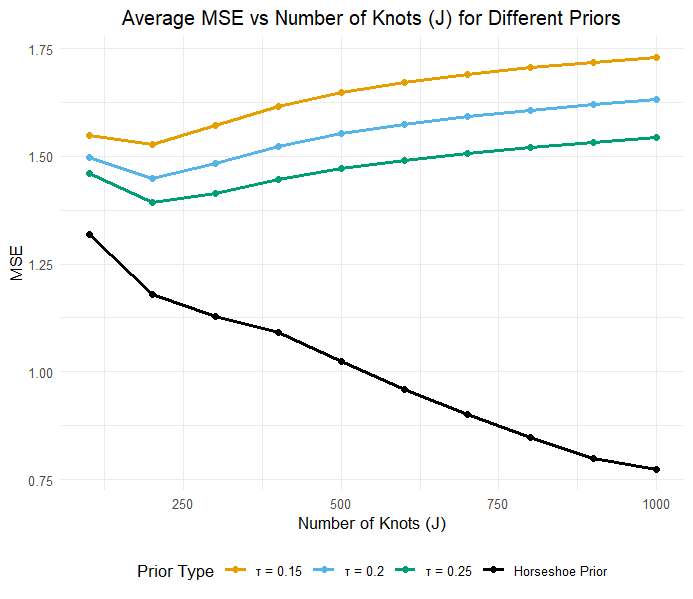 Average MSE vs Number of Knots (J) for Different Priors
1.75
1.50
1.25
1.00
0.75
MSE
250 500 750 1000
Number of Knots (J)
Prior Type τ = 0.15 τ = 0.2 τ = 0.25 Horseshoe Prior